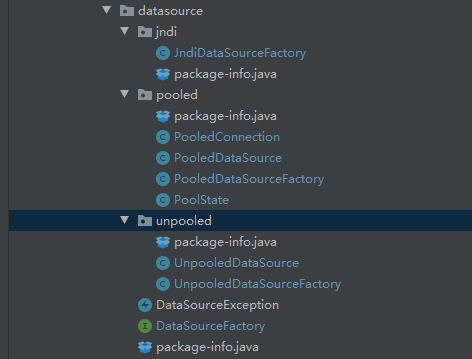 datasource
jndi
JndiDataSourceFactory
package-info.java
pooled
package-info.java
PooledConnection
PooledDataSource
PooledDataSourceFactory
PoolState
unpooled
package-info.java
UnpooledDataSource
UnpooledDataSourceFactory
DataSourceException
DataSourceFactory
package-info.java